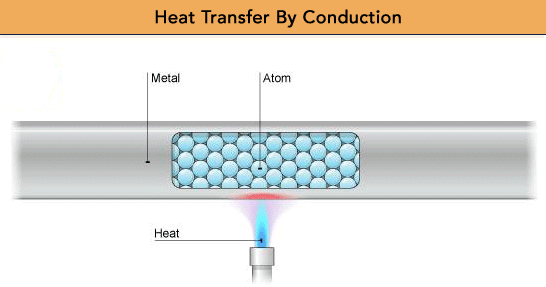 Heat Transfer By Conduction
Metal
Atom
Heat